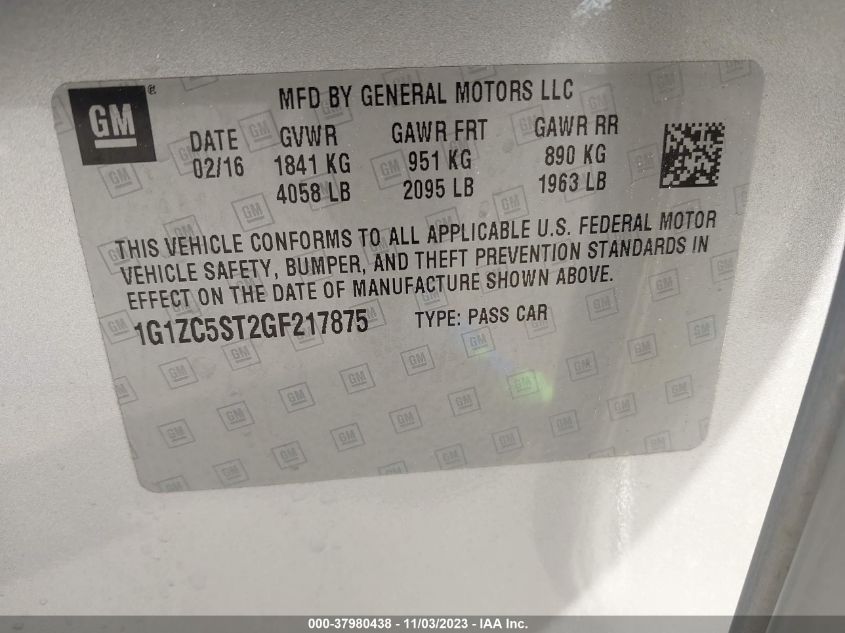 GM ®
MFD BY GENERAL MOTORS LLC
DATE GVWR GAWR FRT GAWR RR
02/16 1841 KG 951 KG 890 KG
4058 LB 2095 LB 1963 LB
THIS VEHICLE CONFORMS TO ALL APPLICABLE U.S. FEDERAL MOTOR
VEHICLE SAFETY, BUMPER, AND THEFT PREVENTION STANDARDS IN
EFFECT ON THE DATE OF MANUFACTURE SHOWN ABOVE.
1G1ZC5ST2GF217875 TYPE: PASS CAR
000-37980438 - 11/03/2023 - IAA Inc.